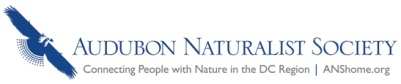 AUDUBON NATURALIST SOCIETY
Connecting People with Nature in the DC Region | ANShome.org